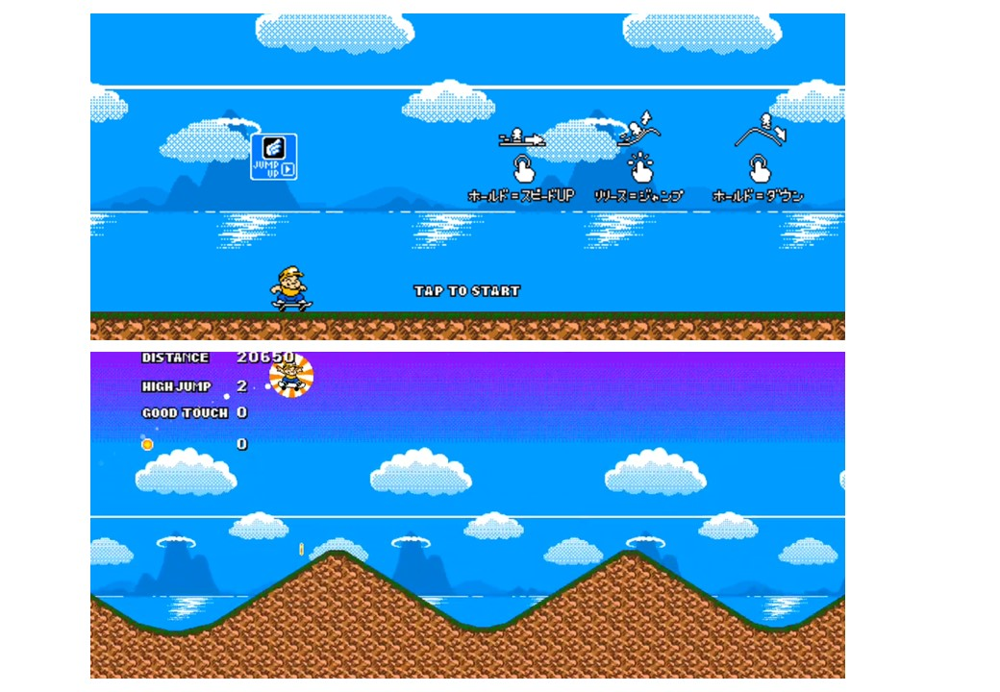 JUMP
UP
ホールド=スピードUP
リリース=ジャンプ
ホールド=ダウン
TAP TO START
DISTANCE 20650
HIGH JUMP 2
GOOD TOUCH 0
0